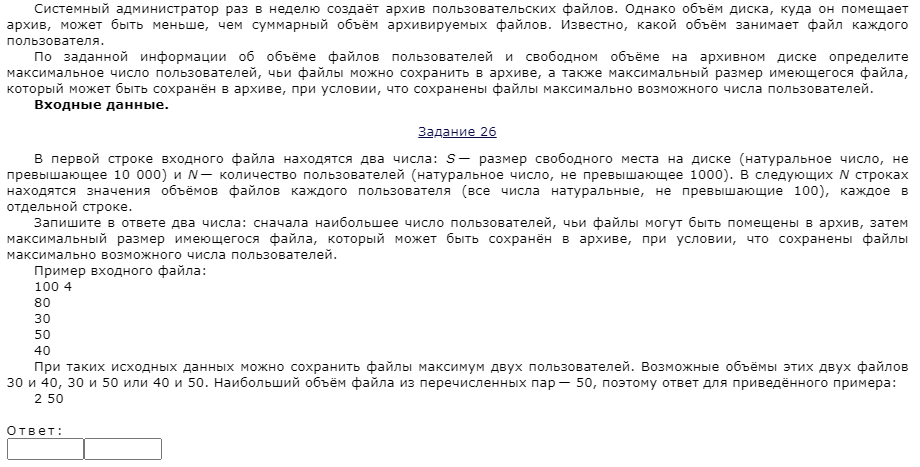 Системный администратор раз в неделю создаёт архив пользовательских файлов. Однако объём диска, куда он помещает
архив, может быть меньше, чем суммарный объём архивируемых файлов. Известно, какой объём занимает файл каждого
пользователя.
По заданной информации об объёме файлов пользователей и свободном объёме на архивном диске определите
максимальное число пользователей, чьи файлы можно сохранить в архиве, а также максимальный размер имеющегося файла,
который может быть сохранён в архиве, при условии, что сохранены файлы максимально возможного числа пользователей.
Входные данные.
Задание 26
В первой строке входного файла находятся два числа: S — размер свободного места на диске (натуральное число, не
превышающее 10 000) и N — количество пользователей (натуральное число, не превышающее 1000). В следующих N строках
находятся значения объёмов файлов каждого пользователя (все числа натуральные, не превышающие 100), каждое в
отдельной строке.
Запишите в ответе два числа: сначала наибольшее число пользователей, чьи файлы могут быть помещены в архив, затем
максимальный размер имеющегося файла, который может быть сохранён в архиве, при условии, что сохранены файлы
максимально возможного числа пользователей.
Пример входного файла:
100 4
80
30
50
40
При таких исходных данных можно сохранить файлы максимум двух пользователей. Возможные объёмы этих двух файлов
30 и 40, 30 и 50 или 40 и 50. Наибольший объём файла из перечисленных пар — 50, поэтому ответ для приведённого примера:
2 50
Ответ: